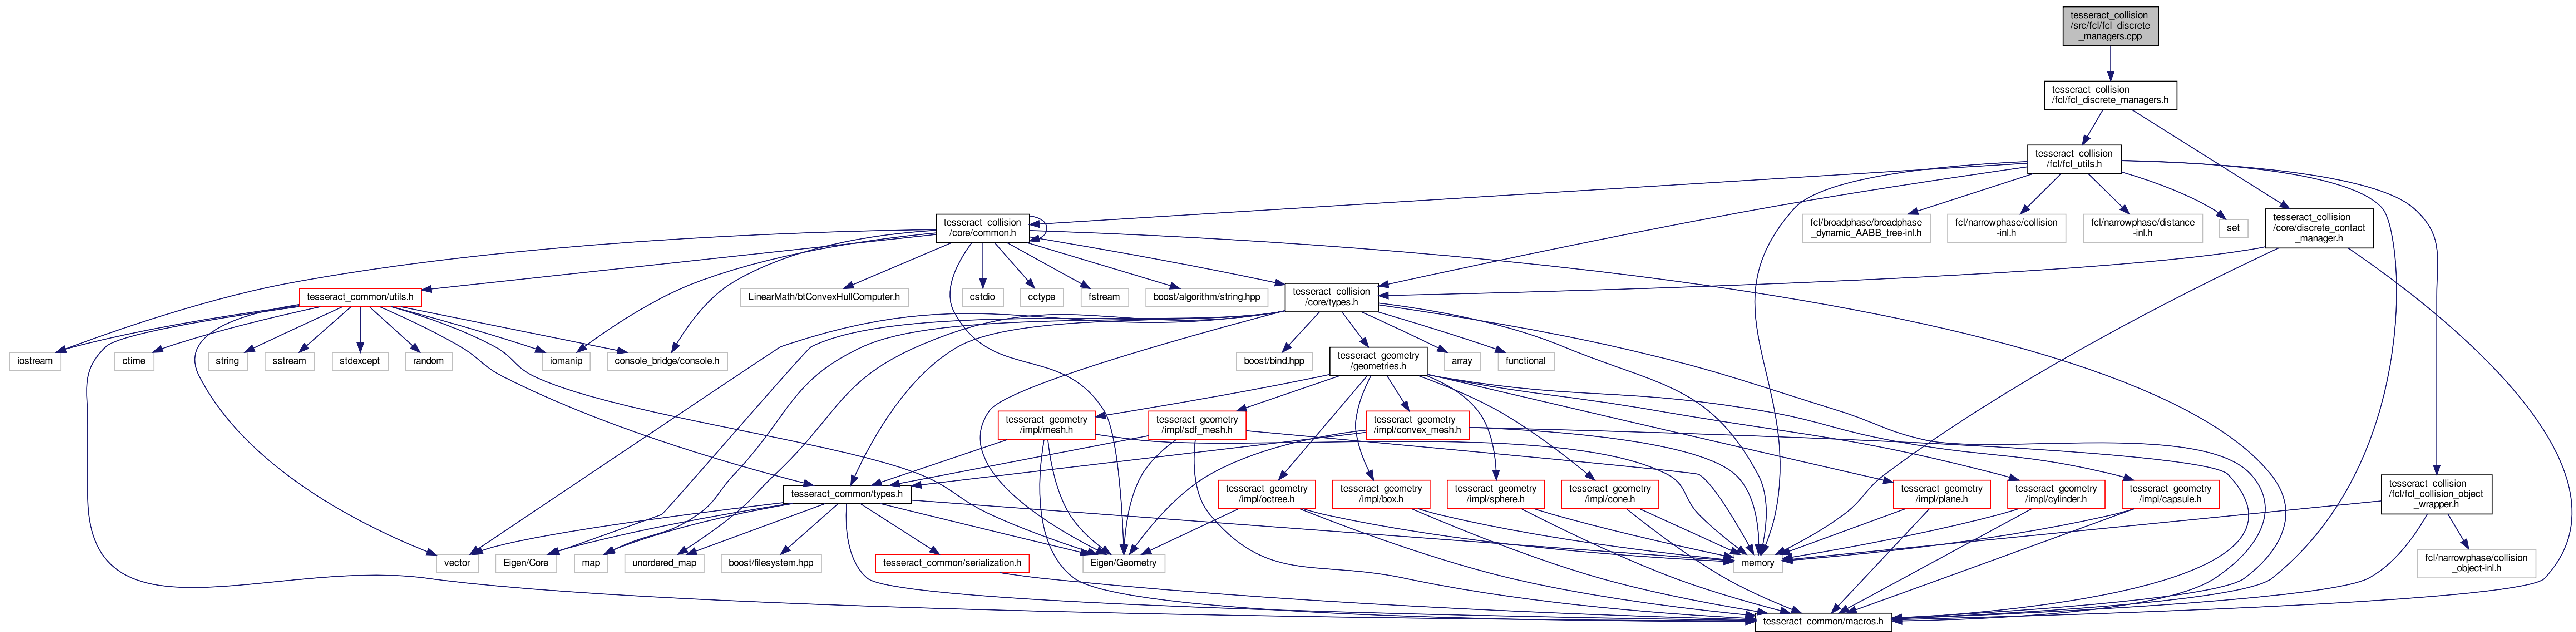 tesseract_collision
/src/fcl/fcl_discrete
_managers.cpp
tesseract_collision
/fcl/fcl_discrete_managers.h
tesseract_collision
/fcl/fcl_utils.h
tesseract_collision
/core/common.h
fcl/broadphase/broadphase
_dynamic_AABB_tree-inl.h
fcl/narrowphase/collision
-inl.h
fcl/narrowphase/distance
-inl.h
set
tesseract_collision
/core/discrete_contact
_manager.h
tesseract_common/utils.h
LinearMath/btConvexHullComputer.h
cstdio
cctype
fstream
boost/algorithm/string.hpp
tesseract_collision
/core/types.h
iostream
ctime
string
sstream
stdexcept
random
iomanip
console_bridge/console.h
boost/bind.hpp
tesseract_geometry
/geometries.h
array
functional
tesseract_geometry
/impl/mesh.h
tesseract_geometry
/impl/sdf_mesh.h
tesseract_geometry
/impl/convex_mesh.h
tesseract_common/types.h
tesseract_geometry
/impl/octree.h
tesseract_geometry
/impl/box.h
tesseract_geometry
/impl/sphere.h
tesseract_geometry
/impl/cone.h
tesseract_geometry
/impl/plane.h
tesseract_geometry
/impl/cylinder.h
tesseract_geometry
/impl/capsule.h
tesseract_collision
/fcl/fcl_collision_object
_wrapper.h
vector
Eigen/Core
map
unordered_map
boost/filesystem.hpp
tesseract_common/serialization.h
Eigen/Geometry
memory
fcl/narrowphase/collision
_object-inl.h
tesseract_common/macros.h